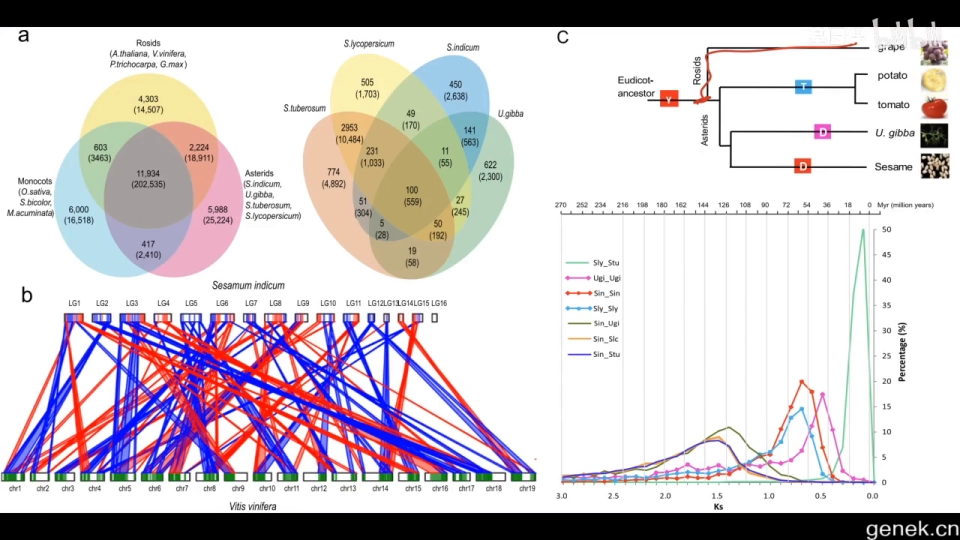 a
Rosids
(A.thaliana, V.vinifera,
P.trichocarpa, G.max)
4,303
(14,507)
603
(3463)
2,224
(18,911)
11,934
(202,535)
Monocots
(O.sativa,
S.bicolor,
M.acuminata)
6,000
(16,518)
5,988
(25,224)
Asterids
(S.indicum,
U.gibba,
S.tuberosum,
S.lycopersicum)
417
(2,410)
S.lycopersicum
S.indicum
S.tuberosum
U.gibba
505
(1,703)
450
(2,638)
49
(170)
2953
(10,484)
141
(563)
231
(1,033)
11
(55)
774
(4,892)
622
(2,300)
100
(559)
51
(304)
27
(245)
5
(28)
50
(192)
19
(58)
b
Sesamum indicum
LG1 LG2 LG3 LG4 LG5 LG6 LG7 LG8 LG9 LG10 LG11 LG12 LG13 LG14 LG15 LG16
chr1 chr2 chr3 chr4 chr5 chr6 chr7 chr8 chr9 chr10 chr11 chr12 chr13 chr14 chr15 chr16 chr17 chr18 chr19
Vitis vinifera
c
grape
Rosids
Eudicot-
ancestor
γ
T
potato
tomato
Asterids
D
U. gibba
D
Sesame
270 252 234 216 198 180 162 144 126 108 90 72 54 36 18 0 Myr (million years)
Sly_Stu
Ugi_Ugi
Sin_Sin
Sly_Sly
Sin_Ugi
Sin_Slc
Sin_Stu
50
45
40
35
30
25
20
15
10
5
0
Percentage (%)
3.0 2.5 2.0 1.5 1.0 0.5 0.0
Ks
genek.cn